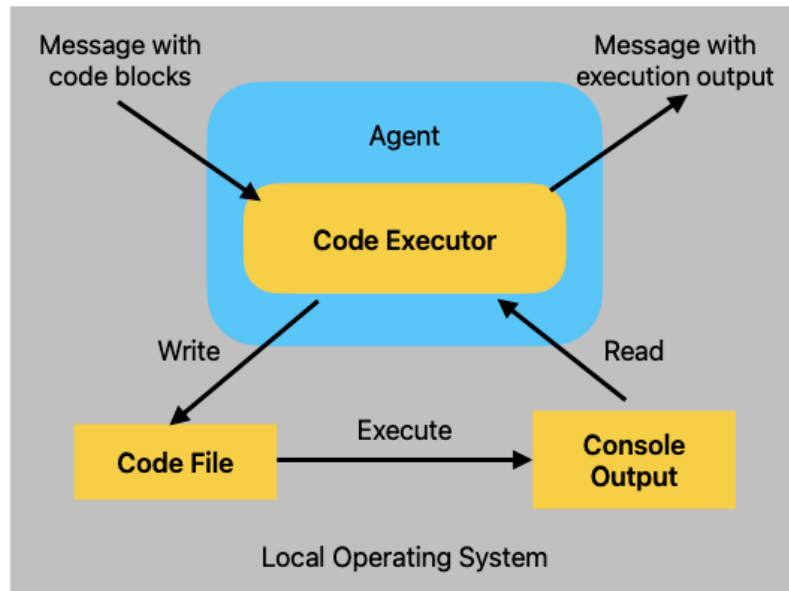 Message with
code blocks
Message with
execution output
Agent
Code Executor
Write
Read
Execute
Code File
Console
Output
Local Operating System